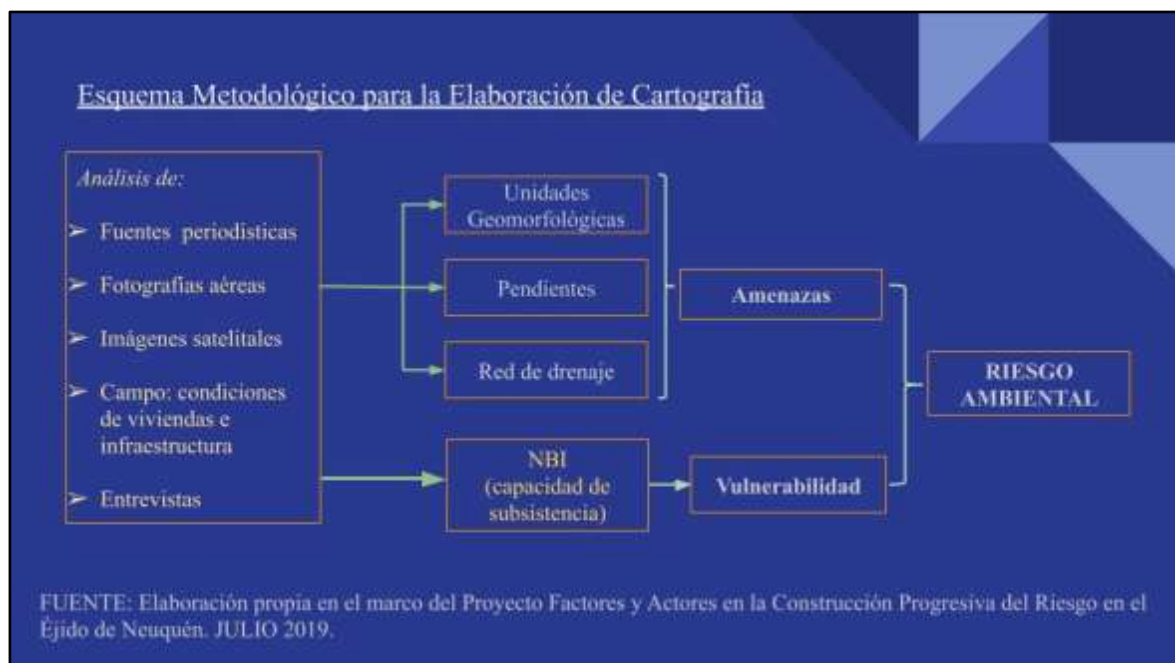 Esquema Metodológico para la Elaboración de Cartografía
Análisis de:
➢ Fuentes periodísticas
➢ Fotografías aéreas
➢ Imágenes satelitales
➢ Campo: condiciones
de viviendas e
infraestructura
➢ Entrevistas
Unidades
Geomorfológicas
Pendientes
Red de drenaje
NBI
(capacidad de
subsistencia)
Amenazas
Vulnerabilidad
RIESGO
AMBIENTAL
FUENTE: Elaboración propia en el marco del Proyecto Factores y Actores en la Construcción Progresiva del Riesgo en el
Éjido de Neuquén. JULIO 2019.